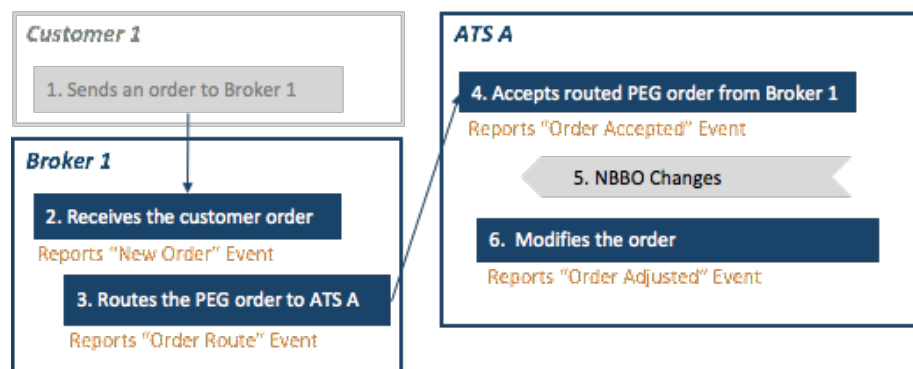 Customer 1
1. Sends an order to Broker 1
Broker 1
2. Receives the customer order
Reports "New Order" Event
3. Routes the PEG order to ATS A
Reports "Order Route" Event
ATS A
4. Accepts routed PEG order from Broker 1
Reports "Order Accepted" Event
5. NBBO Changes
6. Modifies the order
Reports "Order Adjusted" Event